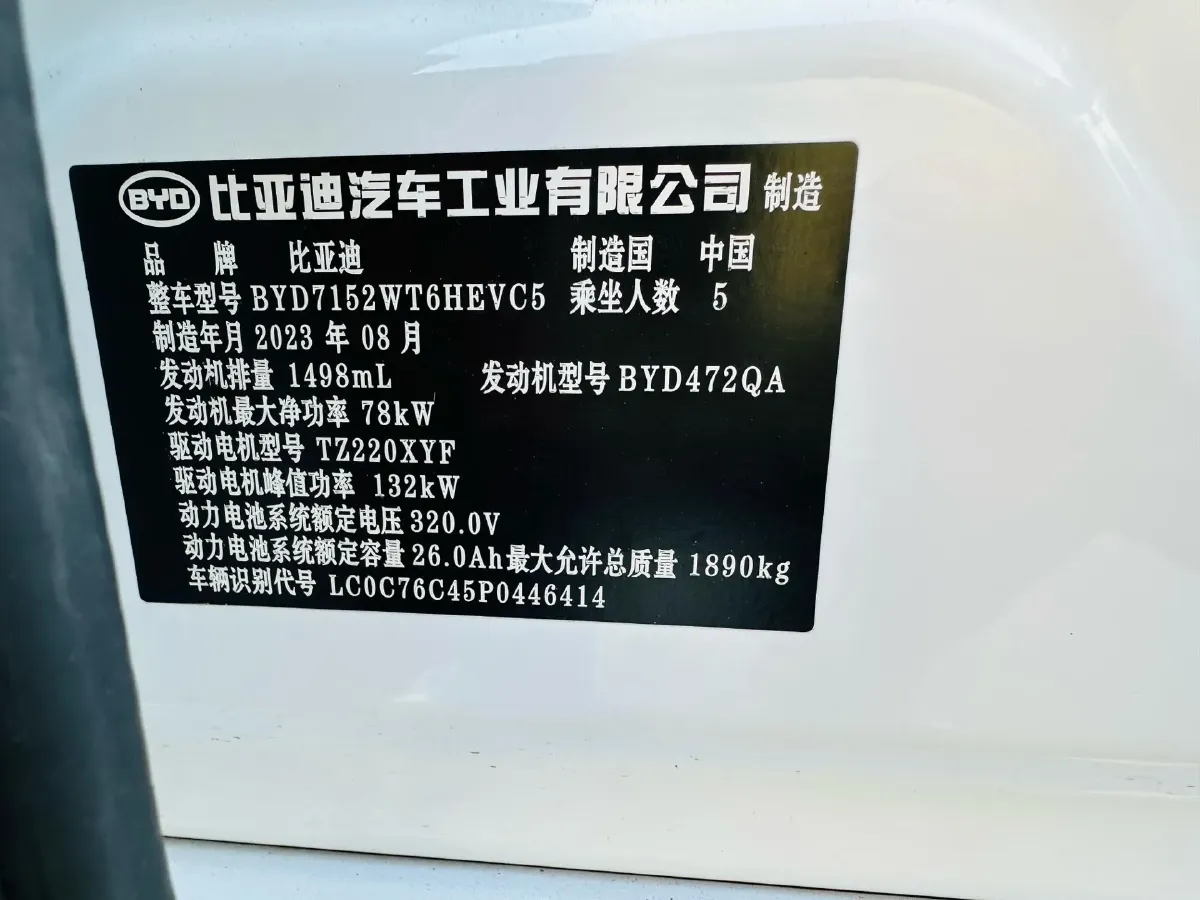 BYD 比亚迪汽车工业有限公司 制造
品 牌 比亚迪 制造国 中国
整车型号 BYD7152WT6HEVC5 乘坐人数 5
制造年月 2023 年 08 月
发动机排量 1498mL 发动机型号 BYD472QA
发动机最大净功率 78kW
驱动电机型号 TZ220XYF
驱动电机峰值功率 132kW
动力电池系统额定电压 320.0V
动力电池系统额定容量 26.0Ah 最大允许总质量 1890kg
车辆识别代号 LC0C76C45P0446414